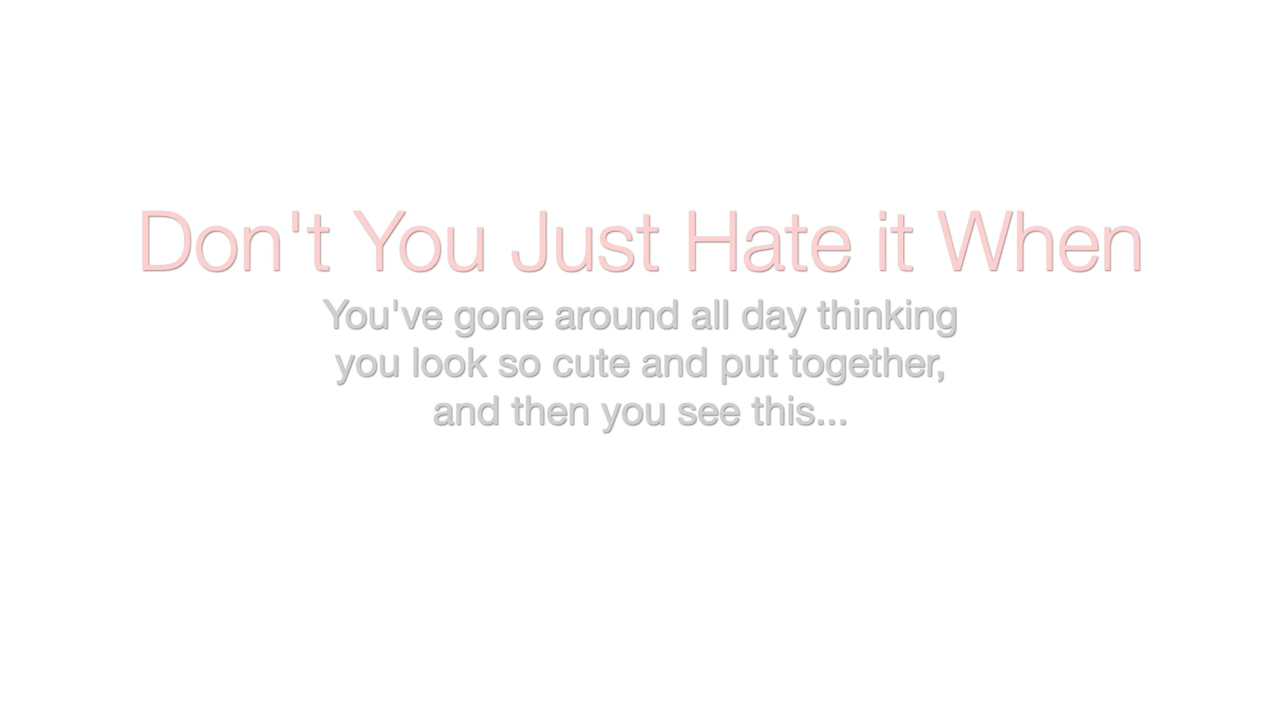 Don't You Just Hate it When
You've gone around all day thinking
you look so cute and put together,
and then you see this...